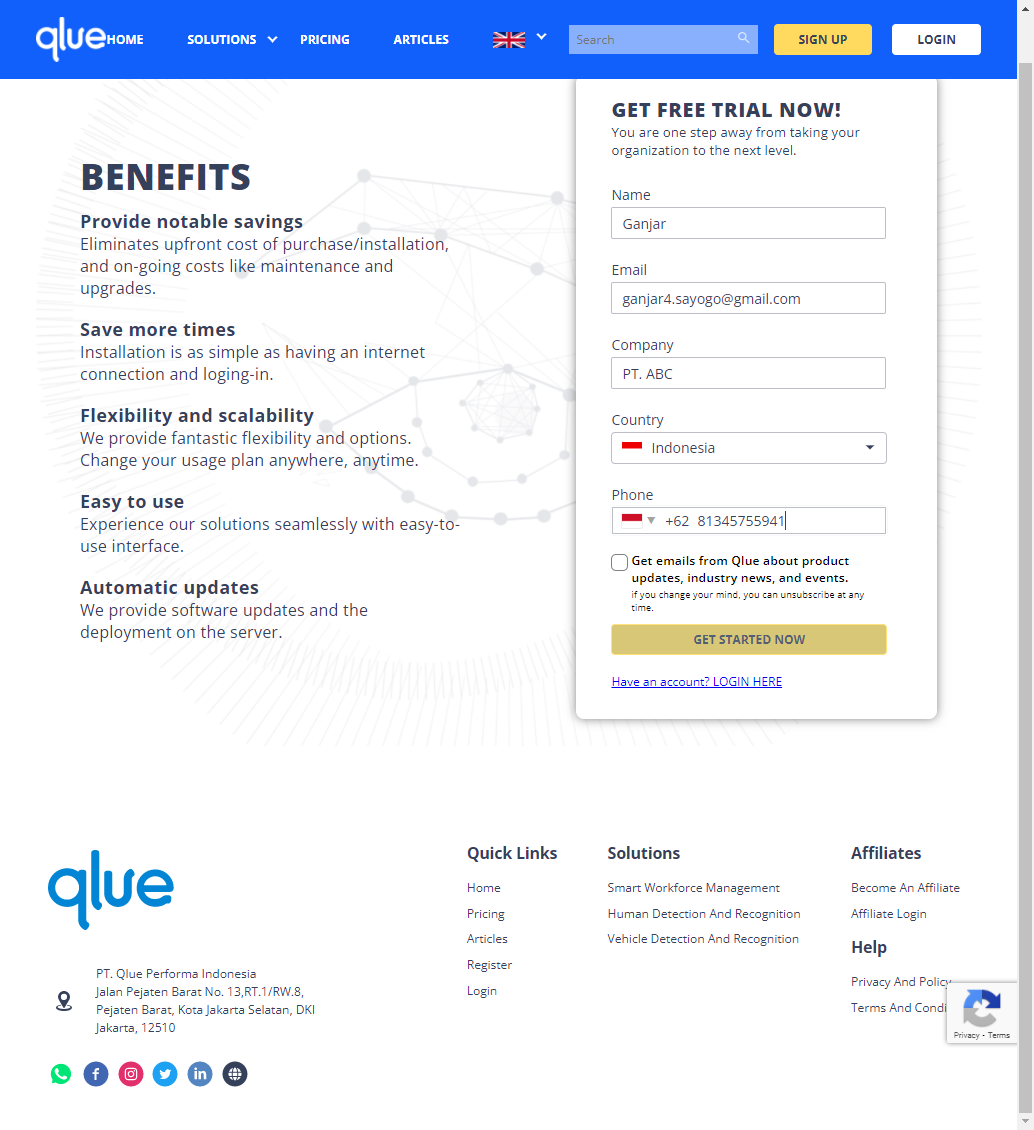 qlue
HOME
SOLUTIONS
PRICING
ARTICLES
Search
SIGN UP
LOGIN
BENEFITS
Provide notable savings
Eliminates upfront cost of purchase/installation,
and on-going costs like maintenance and
upgrades.
Save more times
Installation is as simple as having an internet
connection and loging-in.
Flexibility and scalability
We provide fantastic flexibility and options.
Change your usage plan anywhere, anytime.
Easy to use
Experience our solutions seamlessly with easy-to-
use interface.
Automatic updates
We provide software updates and the
deployment on the server.
GET FREE TRIAL NOW!
You are one step away from taking your
organization to the next level.
Name
Ganjar
Email
ganjar4.sayogo@gmail.com
Company
PT. ABC
Country
Indonesia
Phone
+62 81345755941
Get emails from Qlue about product
updates, industry news, and events.
if you change your mind, you can unsubscribe at any
time.
GET STARTED NOW
Have an account? LOGIN HERE
qlue
PT. Qlue Performa Indonesia
Jalan Pejaten Barat No. 13,RT.1/RW.8,
Pejaten Barat, Kota Jakarta Selatan, DKI
Jakarta, 12510
Quick Links
Home
Pricing
Articles
Register
Login
Solutions
Smart Workforce Management
Human Detection And Recognition
Vehicle Detection And Recognition
Affiliates
Become An Affiliate
Affiliate Login
Help
Privacy And Policy
Terms And Condi
Privacy - Terms